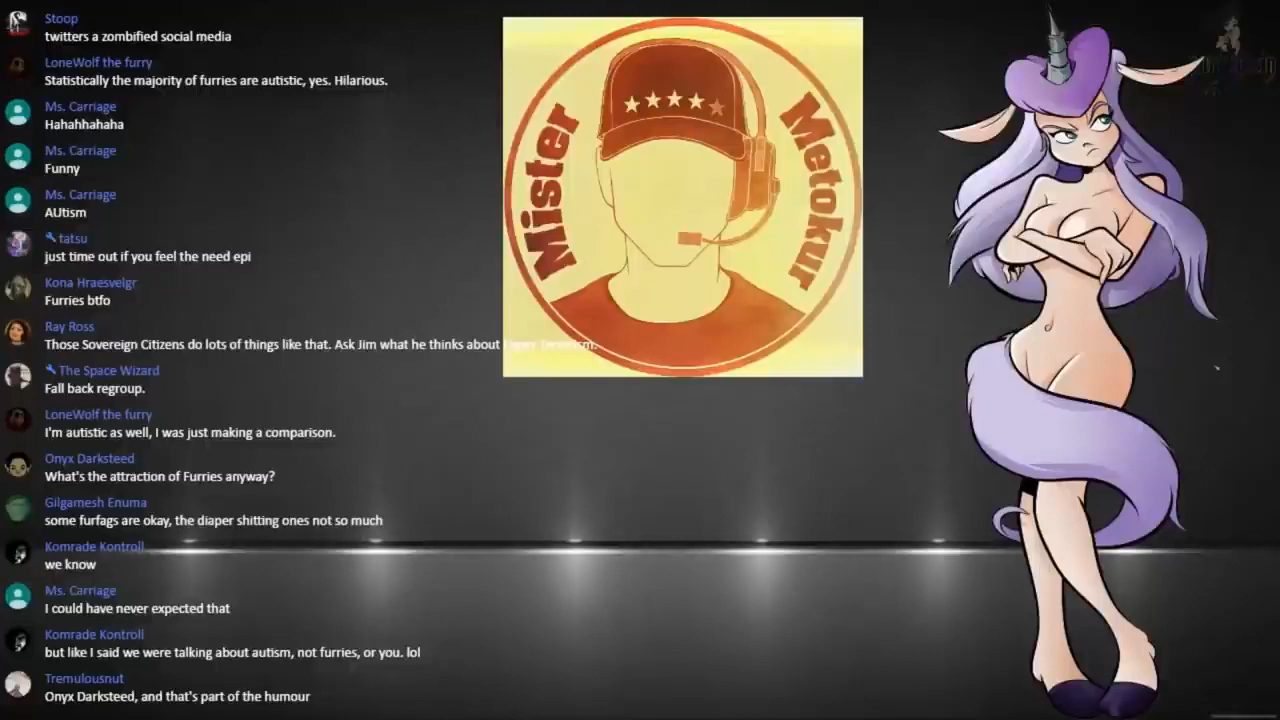 Stoop
twitters a zombified social media
LoneWolf the furry
Statistically the majority of furries are autistic, yes. Hilarious.
Ms. Carriage
Hahahhahaha
Ms. Carriage
Funny
Ms. Carriage
AUtism
tatsu
just time out if you feel the need epi
Kona Hraesvelgr
Furries btfo
Ray Ross
Those Sovereign Citizens do lots of things like that. Ask Jim what he thinks about
The Space Wizard
Fall back regroup.
LoneWolf the furry
I'm autistic as well, I was just making a comparison.
Onyx Darksteed
What's the attraction of Furries anyway?
Gilgamesh Enuma
some furfags are okay, the diaper shitting ones not so much
Komrade Kontroll
we know
Ms. Carriage
I could have never expected that
Komrade Kontroll
but like I said we were talking about autism, not furries, or you. lol
Tremulousnut
Onyx Darksteed, and that's part of the humour
Mister
Metokur